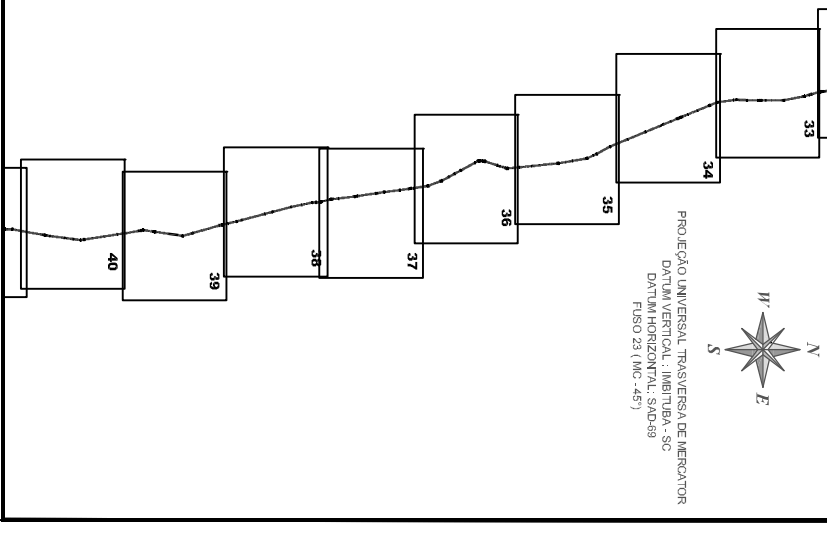 33
34
35
36
37
38
39
40
N
W
E
S
PROJEÇÃO UNIVERSAL TRASVERSA DE MERCATOR
DATUM VERTICAL : IMBITUBA - SC
DATUM HORIZONTAL: SAD-69
FUSO 23 ( MC - 45°)